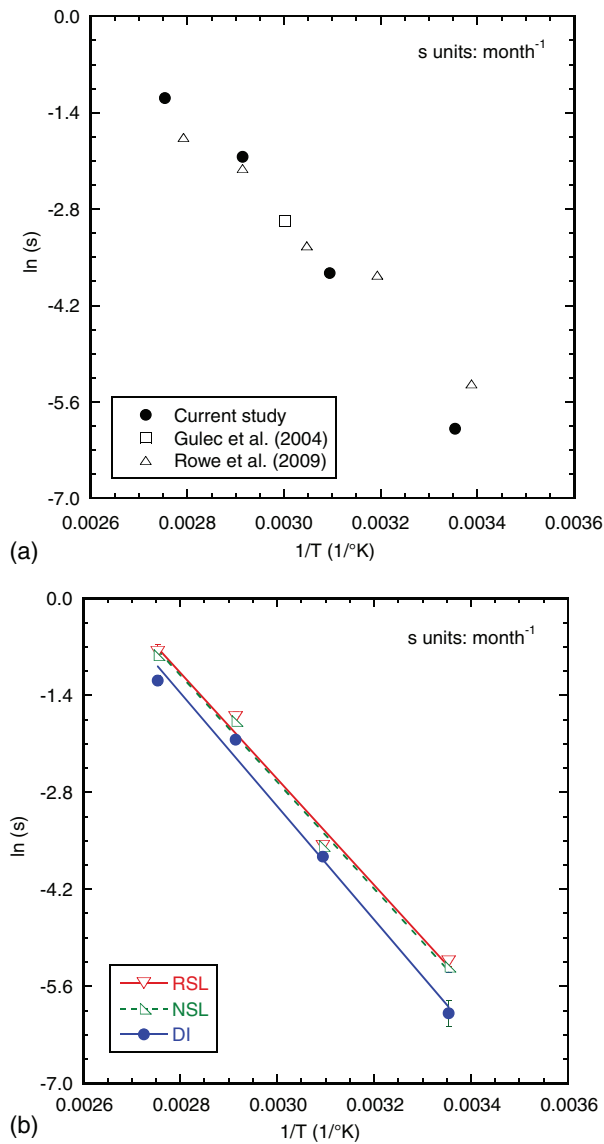 0.0
s units: month-1
-1.4
-2.8
ln (s)
-4.2
-5.6
Current study
Gulec et al. (2004)
Rowe et al. (2009)
-7.0
0.0026 0.0028 0.0030 0.0032 0.0034 0.0036
(a)
1/T (1/°K)
0.0
s units: month-1
-1.4
-2.8
ln (s)
-4.2
-5.6
RSL
NSL
DI
-7.0
0.0026 0.0028 0.0030 0.0032 0.0034 0.0036
(b)
1/T (1/°K)